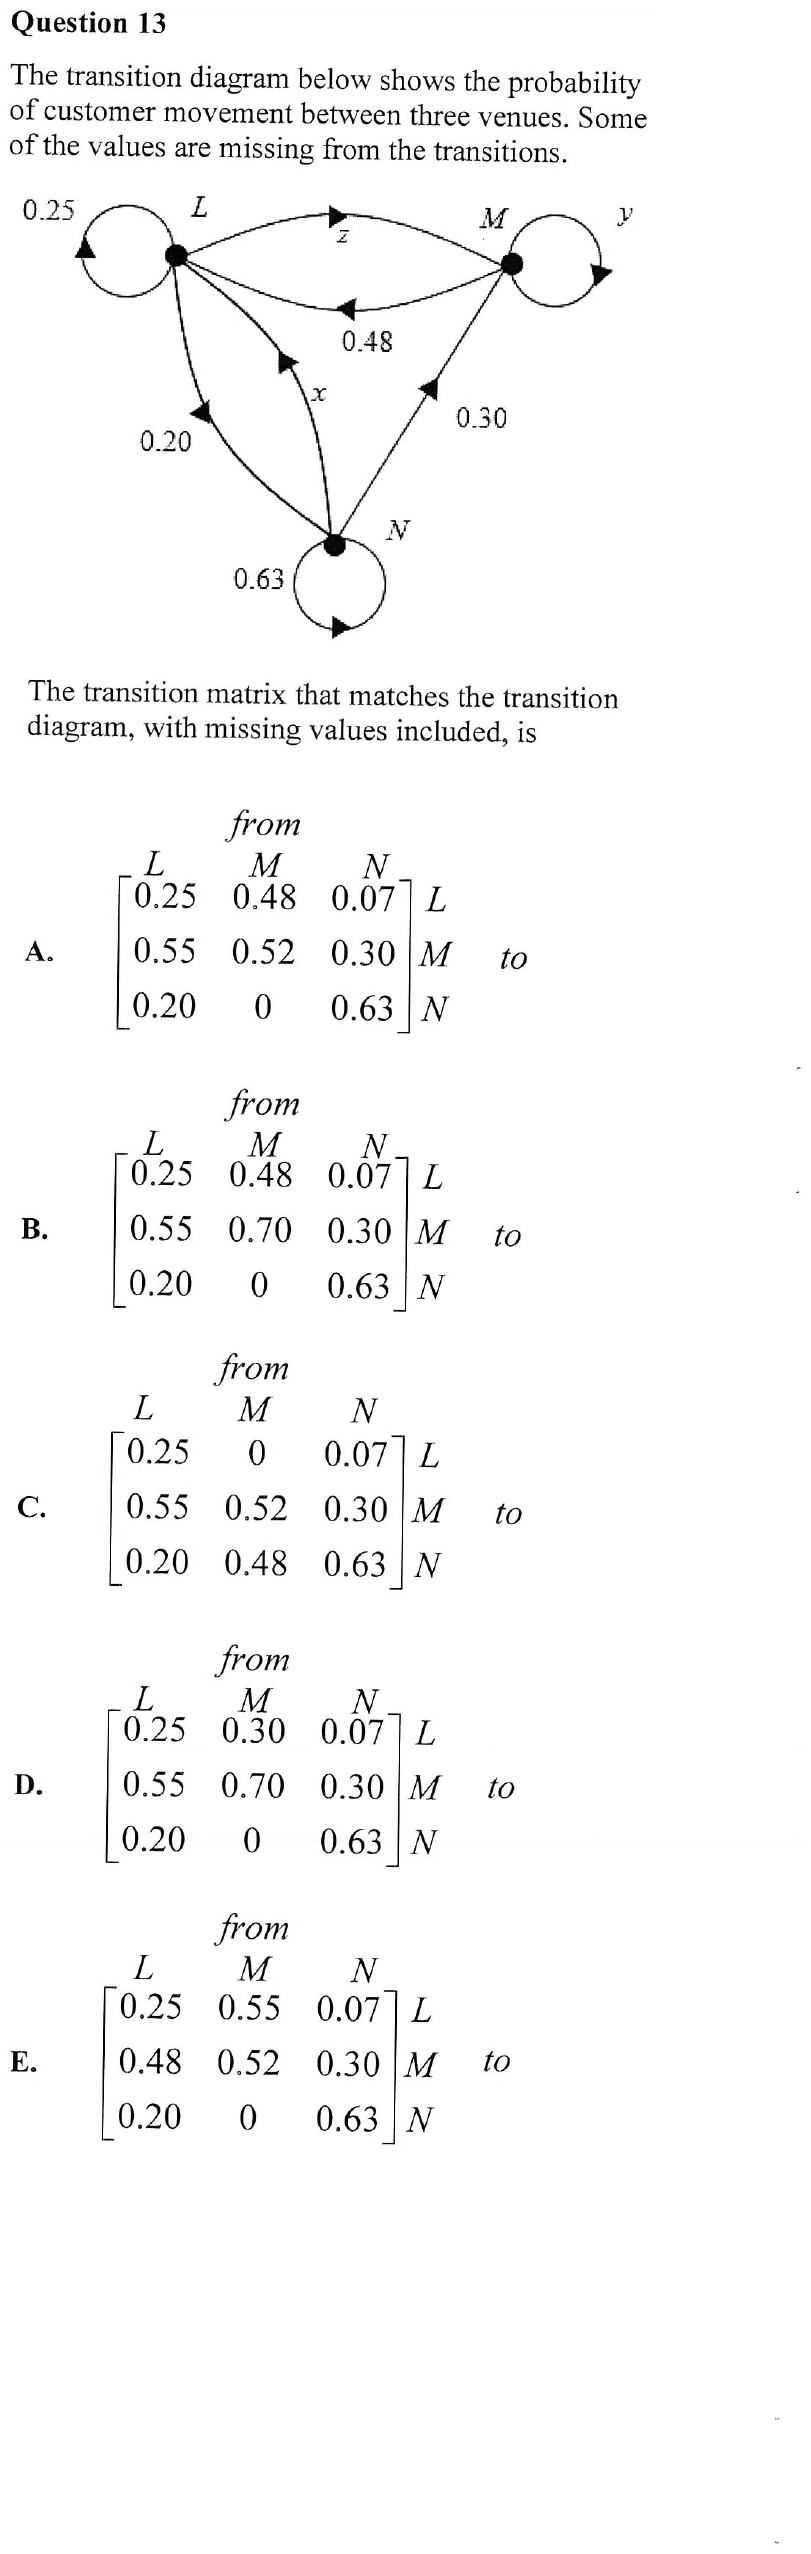 Question 13
The transition diagram below shows the probability
of customer movement between three venues. Some
of the values are missing from the transitions.
0.25 L M y
z
0.48
x
0.30
0.20
N
0.63
The transition matrix that matches the transition
diagram, with missing values included, is
from
L M N
0.25 0.48 0.07 L
A. 0.55 0.52 0.30 M to
0.20 0 0.63 N
from
L M N
0.25 0.48 0.07 L
B. 0.55 0.70 0.30 M to
0.20 0 0.63 N
from
L M N
0.25 0 0.07 L
C. 0.55 0.52 0.30 M to
0.20 0.48 0.63 N
from
L M N
0.25 0.30 0.07 L
D. 0.55 0.70 0.30 M to
0.20 0 0.63 N
from
L M N
0.25 0.55 0.07 L
E. 0.48 0.52 0.30 M to
0.20 0 0.63 N